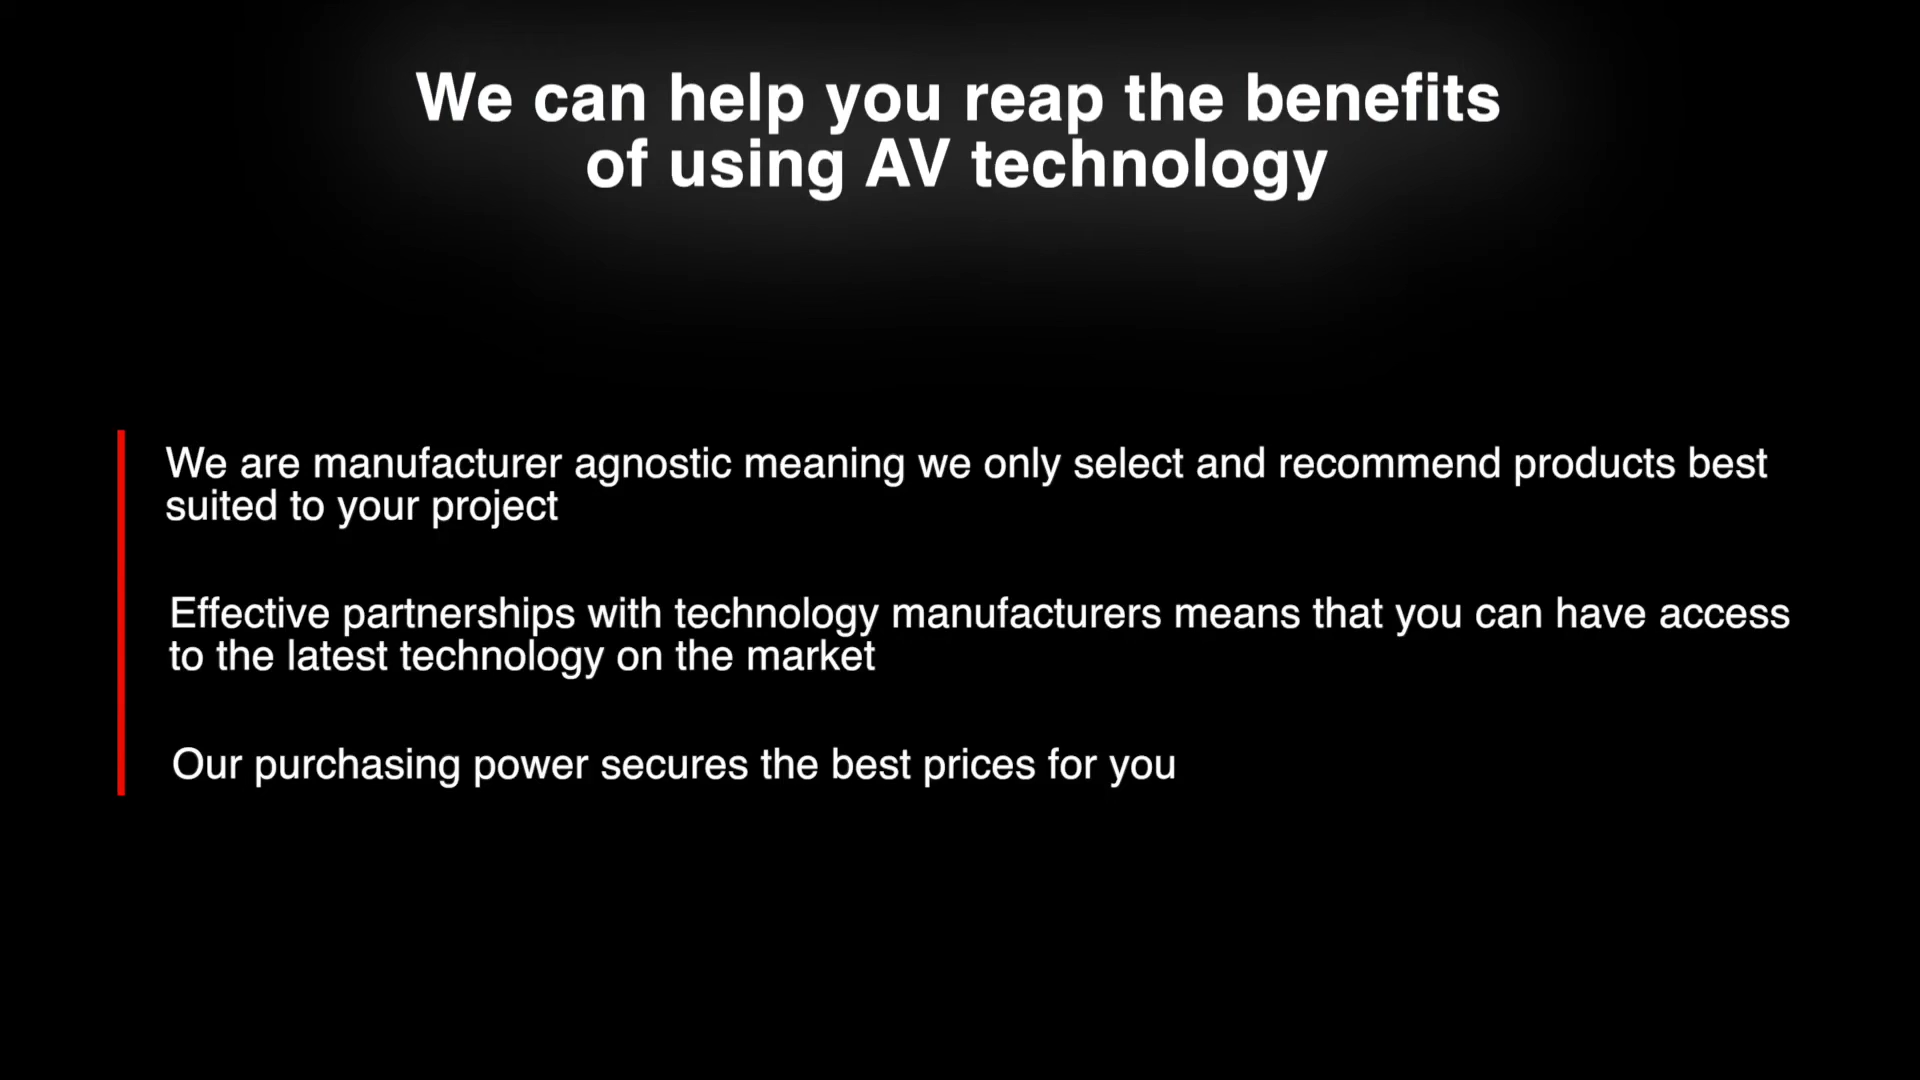 We can help you reap the benefits
of using AV technology
We are manufacturer agnostic meaning we only select and recommend products best
suited to your project
Effective partnerships with technology manufacturers means that you can have access
to the latest technology on the market
Our purchasing power secures the best prices for you